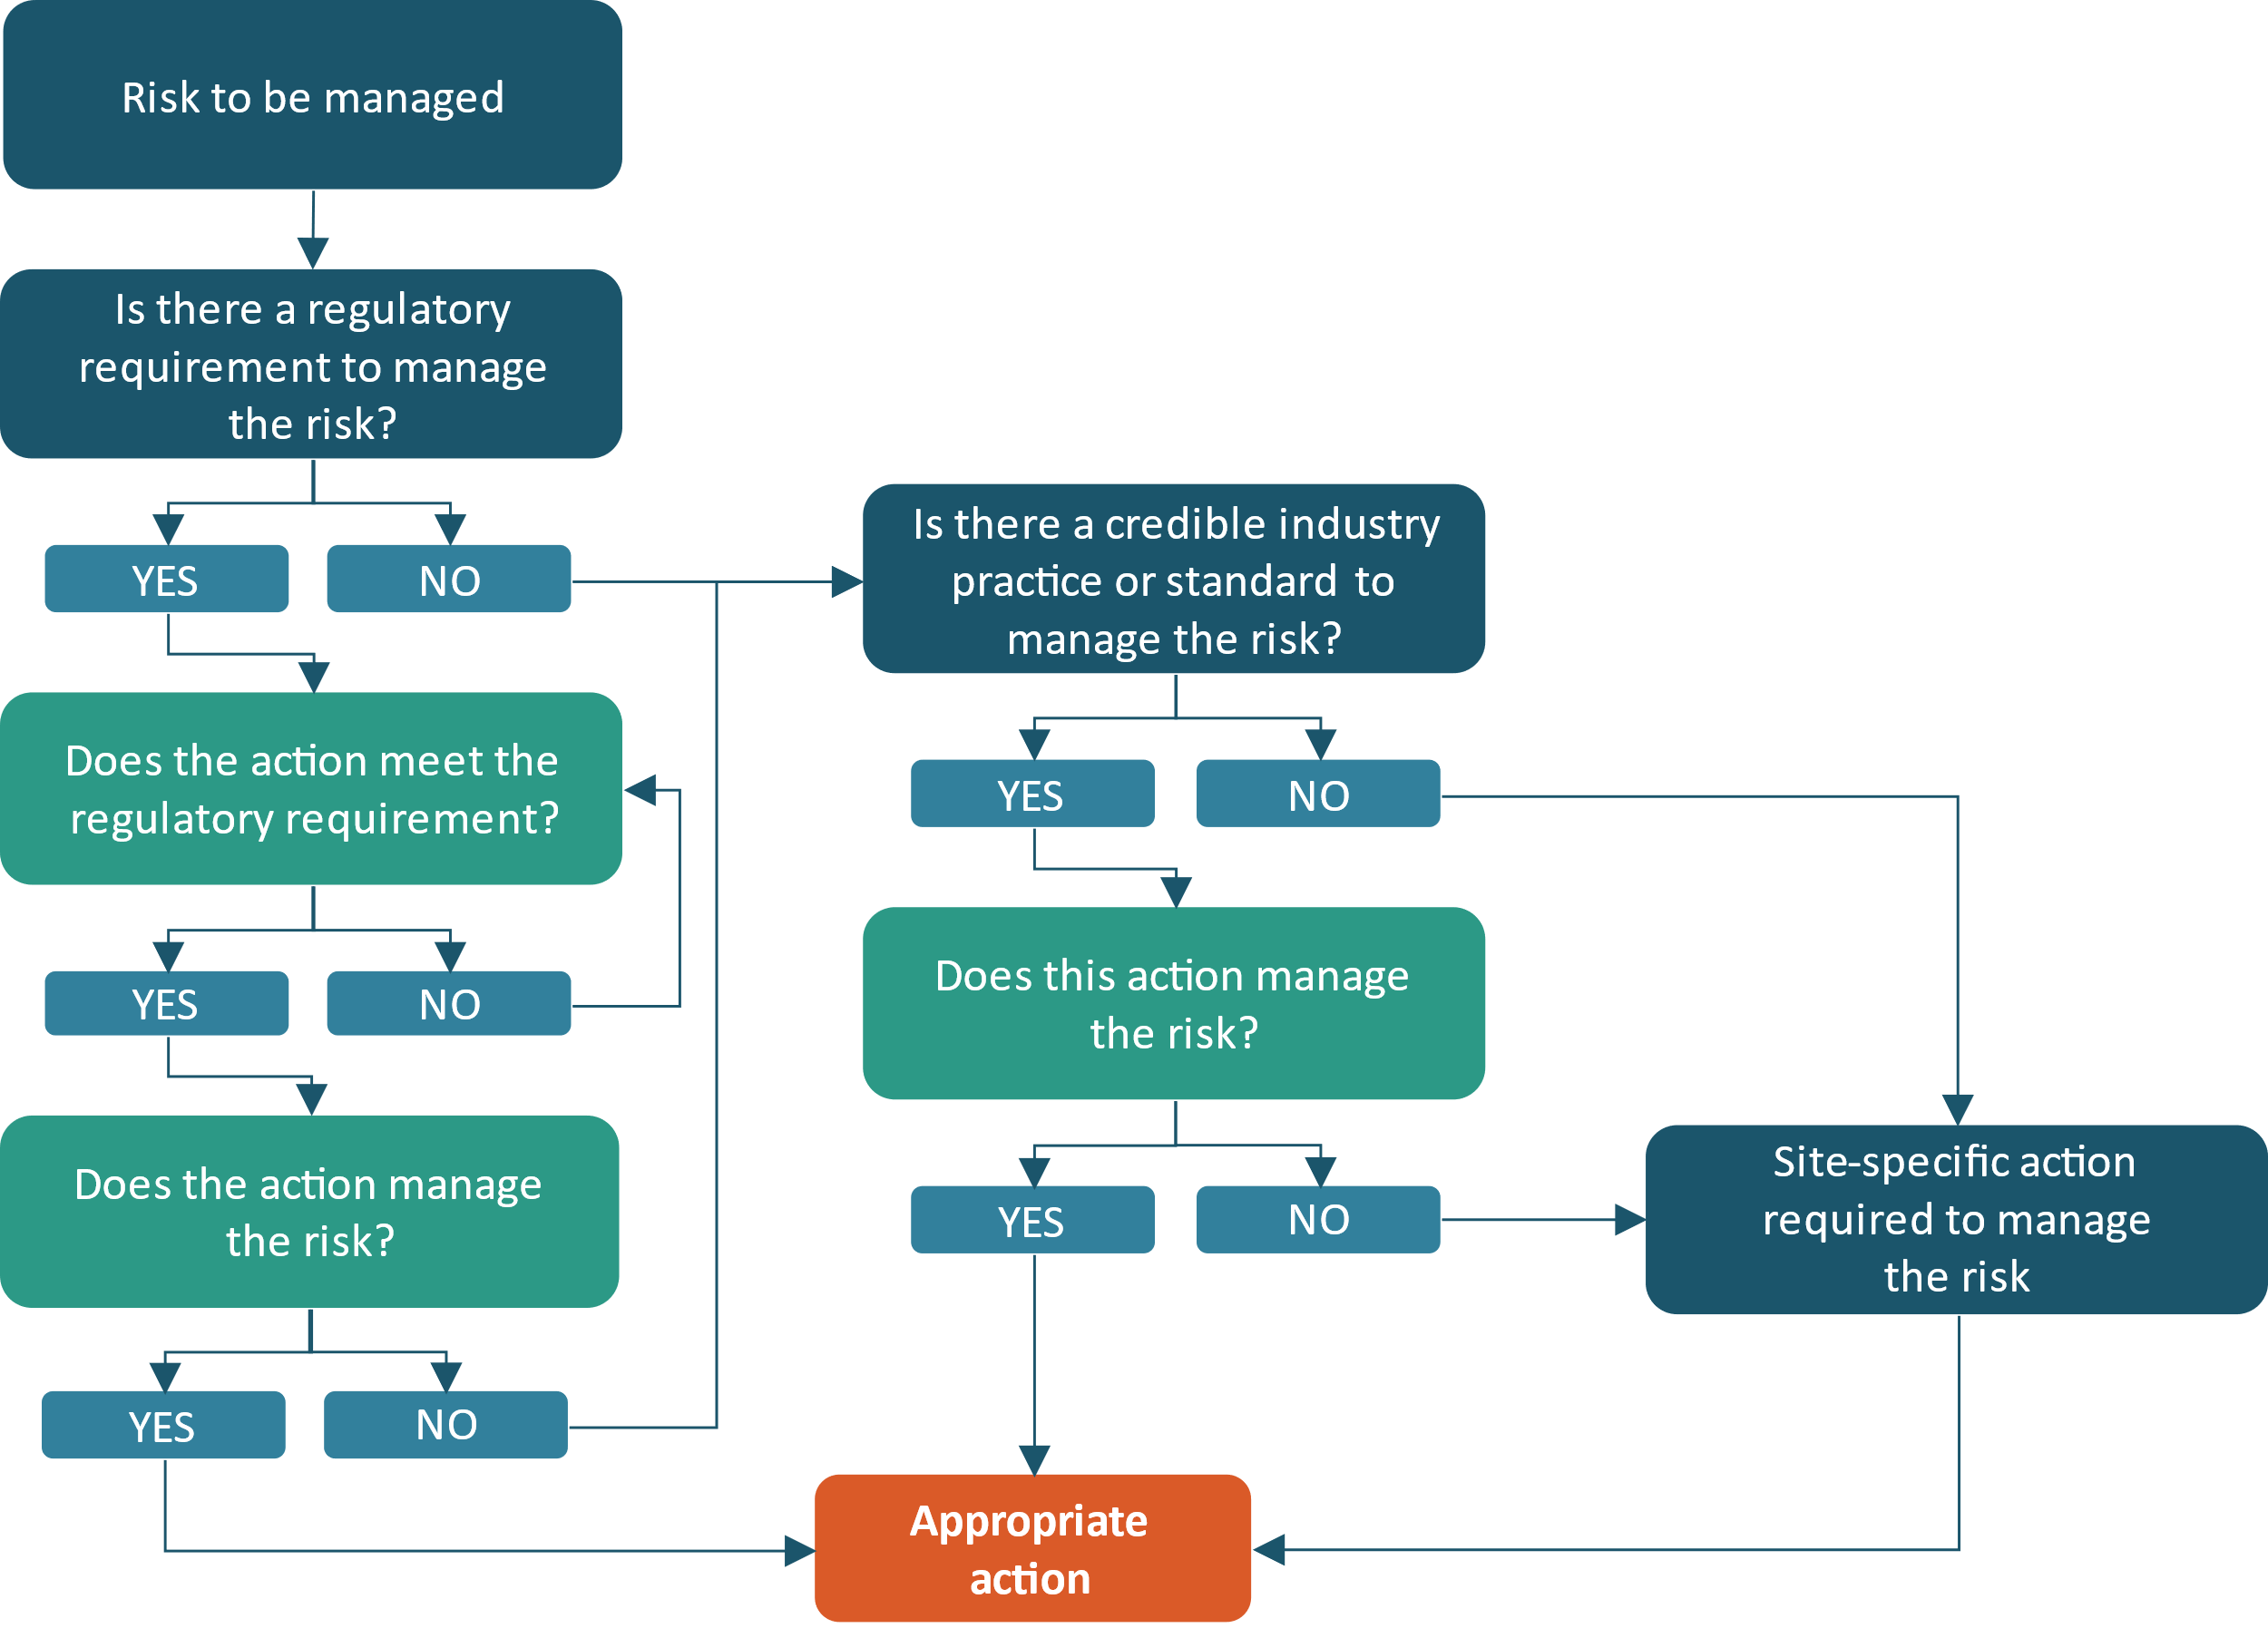 Risk to be managed
Is there a regulatory
requirement to manage
the risk?
YES
NO
Does the action meet the
regulatory requirement?
YES
NO
Does the action manage
the risk?
YES
NO
Is there a credible industry
practice or standard to
manage the risk?
YES
NO
Does this action manage
the risk?
YES
NO
Site-specific action
required to manage
the risk
Appropriate
action